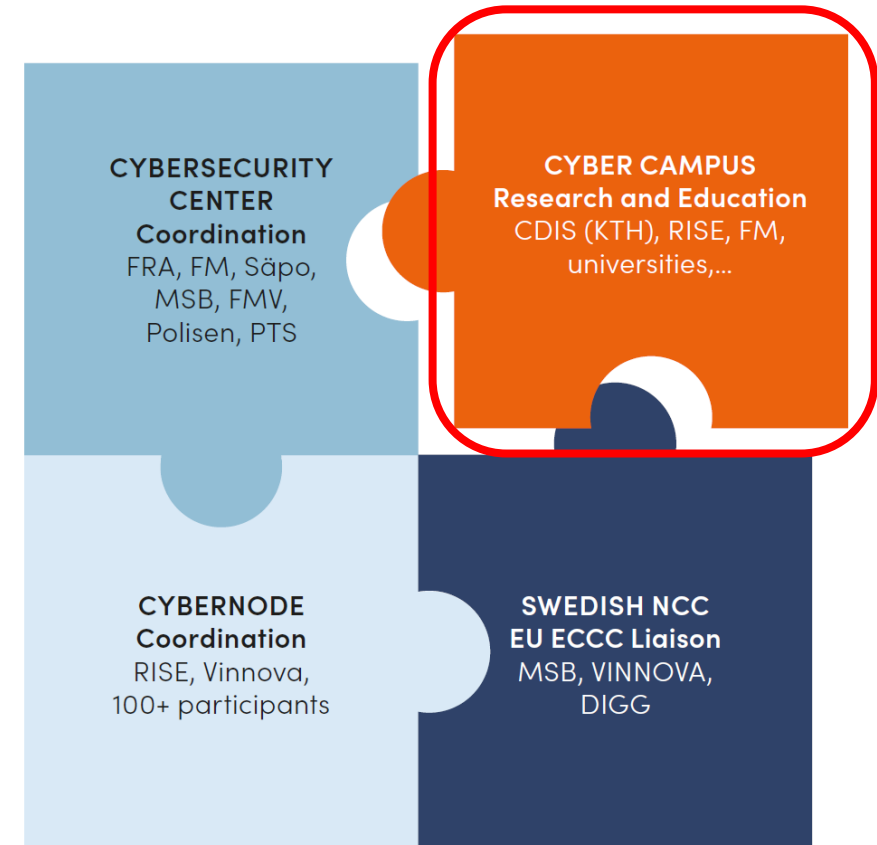 CYBERSECURITY
CENTER
Coordination
FRA, FM, Säpo,
MSB, FMV,
Polisen, PTS
CYBER CAMPUS
Research and Education
CDIS (KTH), RISE, FM,
universities,...
CYBERNODE
Coordination
RISE, Vinnova,
100+ participants
SWEDISH NCC
EU ECCC Liaison
MSB, VINNOVA,
DIGG